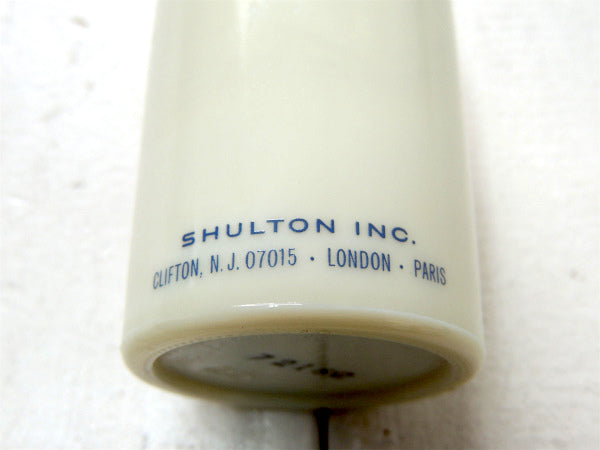 SHULTON INC.
CLIFTON, N.J. 07015 · LONDON · PARIS